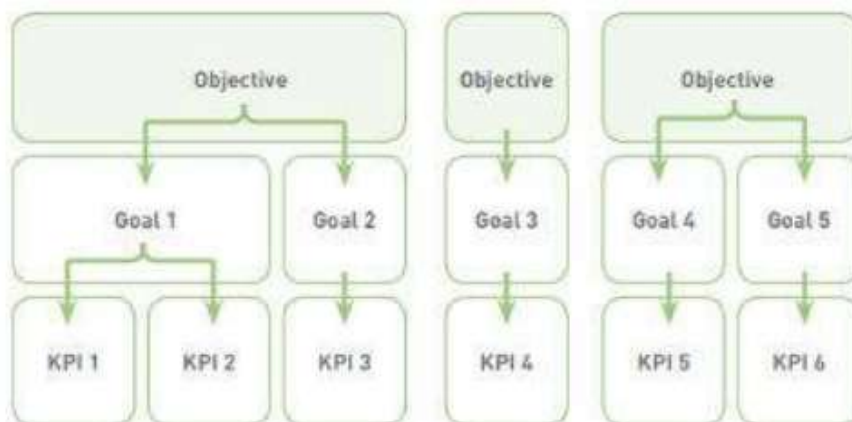 Objective
Objective
Objective
Goal 1
Goal 2
Goal 3
Goal 4
Goal 5
KPI 1
KPI 2
KPI 3
KPI 4
KPI 5
KPI 6